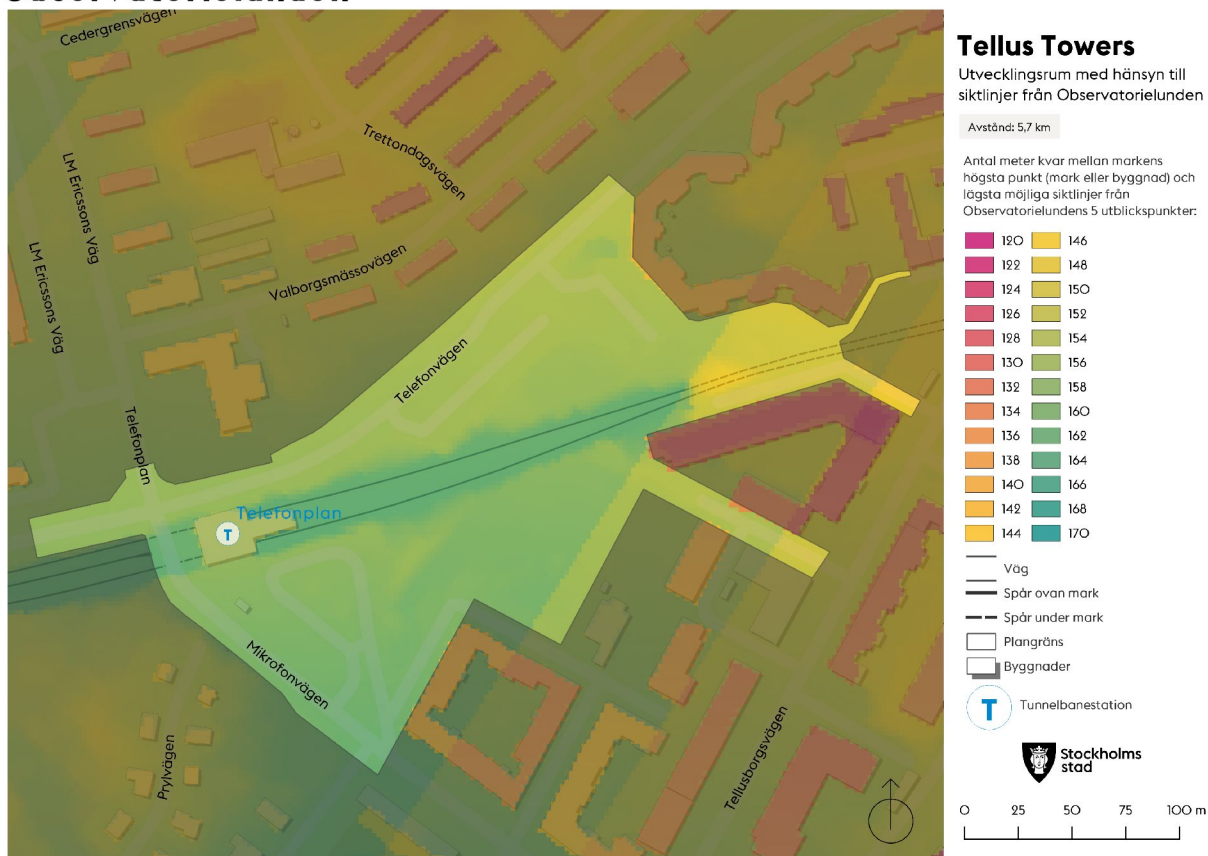 Cedergrensvägen
Trettondagsvägen
LM Ericssons Väg
LM Ericssons Väg
Valborgsmässovägen
Telefonvägen
Telefonplan
Telefonplan
T
Mikrofonvägen
Prylvägen
Tellusborgsvägen
Tellus Towers
Utvecklingsrum med hänsyn till
siktlinjer från Observatorielunden
Avstånd: 5,7 km
Antal meter kvar mellan markens
högsta punkt (mark eller byggnad) och
lägsta möjliga siktlinjer från
Observatorielundens 5 utblickspunkter:
120 146
122 148
124 150
126 152
128 154
130 156
132 158
134 160
136 162
138 164
140 166
142 168
144 170
Väg
Spår ovan mark
Spår under mark
Plangräns
Byggnader
T Tunnelbanestation
Stockholms
stad
0 25 50 75 100 m